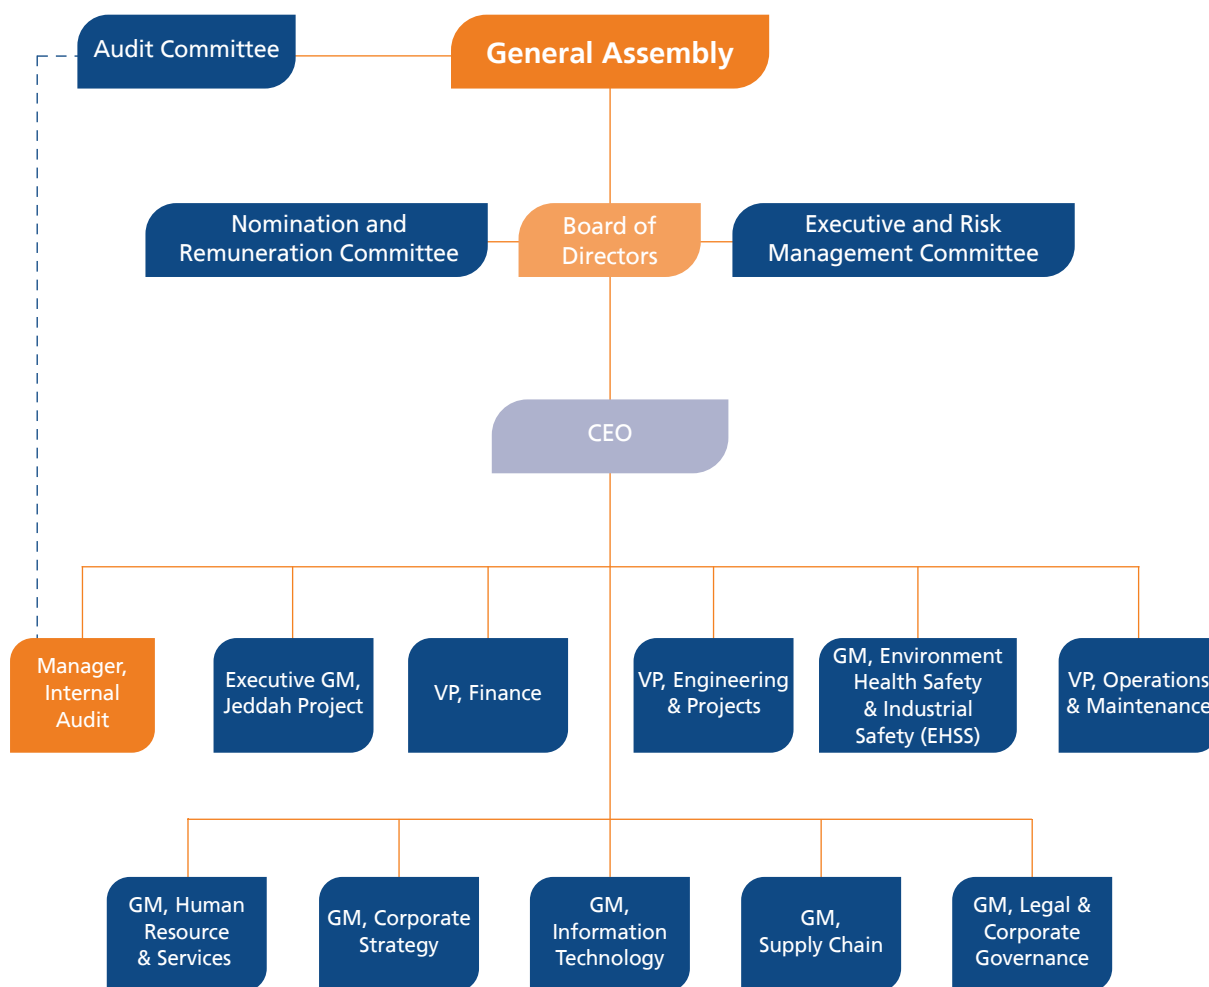 Audit Committee
General Assembly
Nomination and
Remuneration Committee
Board of
Directors
Executive and Risk
Management Committee
CEO
Manager,
Internal
Audit
Executive GM,
Jeddah Project
VP, Finance
VP, Engineering
& Projects
GM, Environment
Health Safety
& Industrial
Safety (EHSS)
VP, Operations
& Maintenance
GM, Human
Resource
& Services
GM, Corporate
Strategy
GM,
Information
Technology
GM,
Supply Chain
GM, Legal &
Corporate
Governance